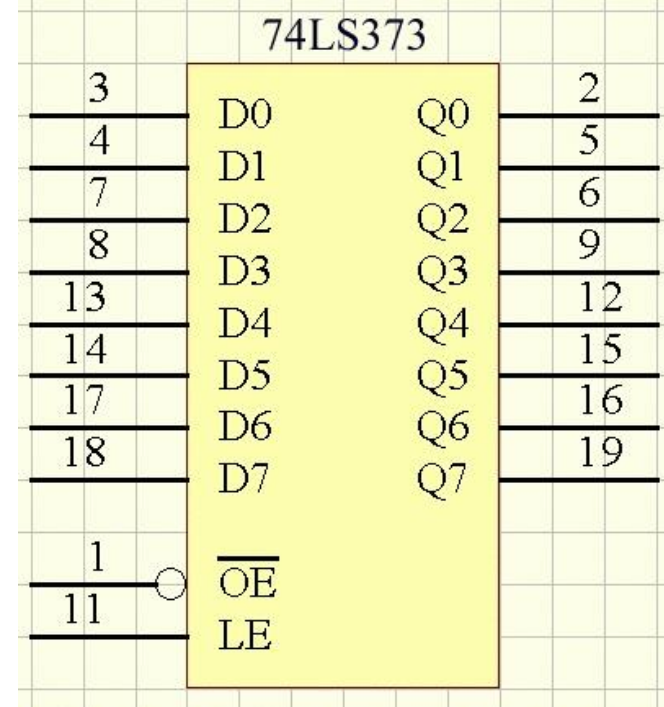 74LS373
3 D0 Q0 2
4 D1 Q1 5
7 D2 Q2 6
8 D3 Q3 9
13 D4 Q4 12
14 D5 Q5 15
17 D6 Q6 16
18 D7 Q7 19
1 O̅E̅
11 LE